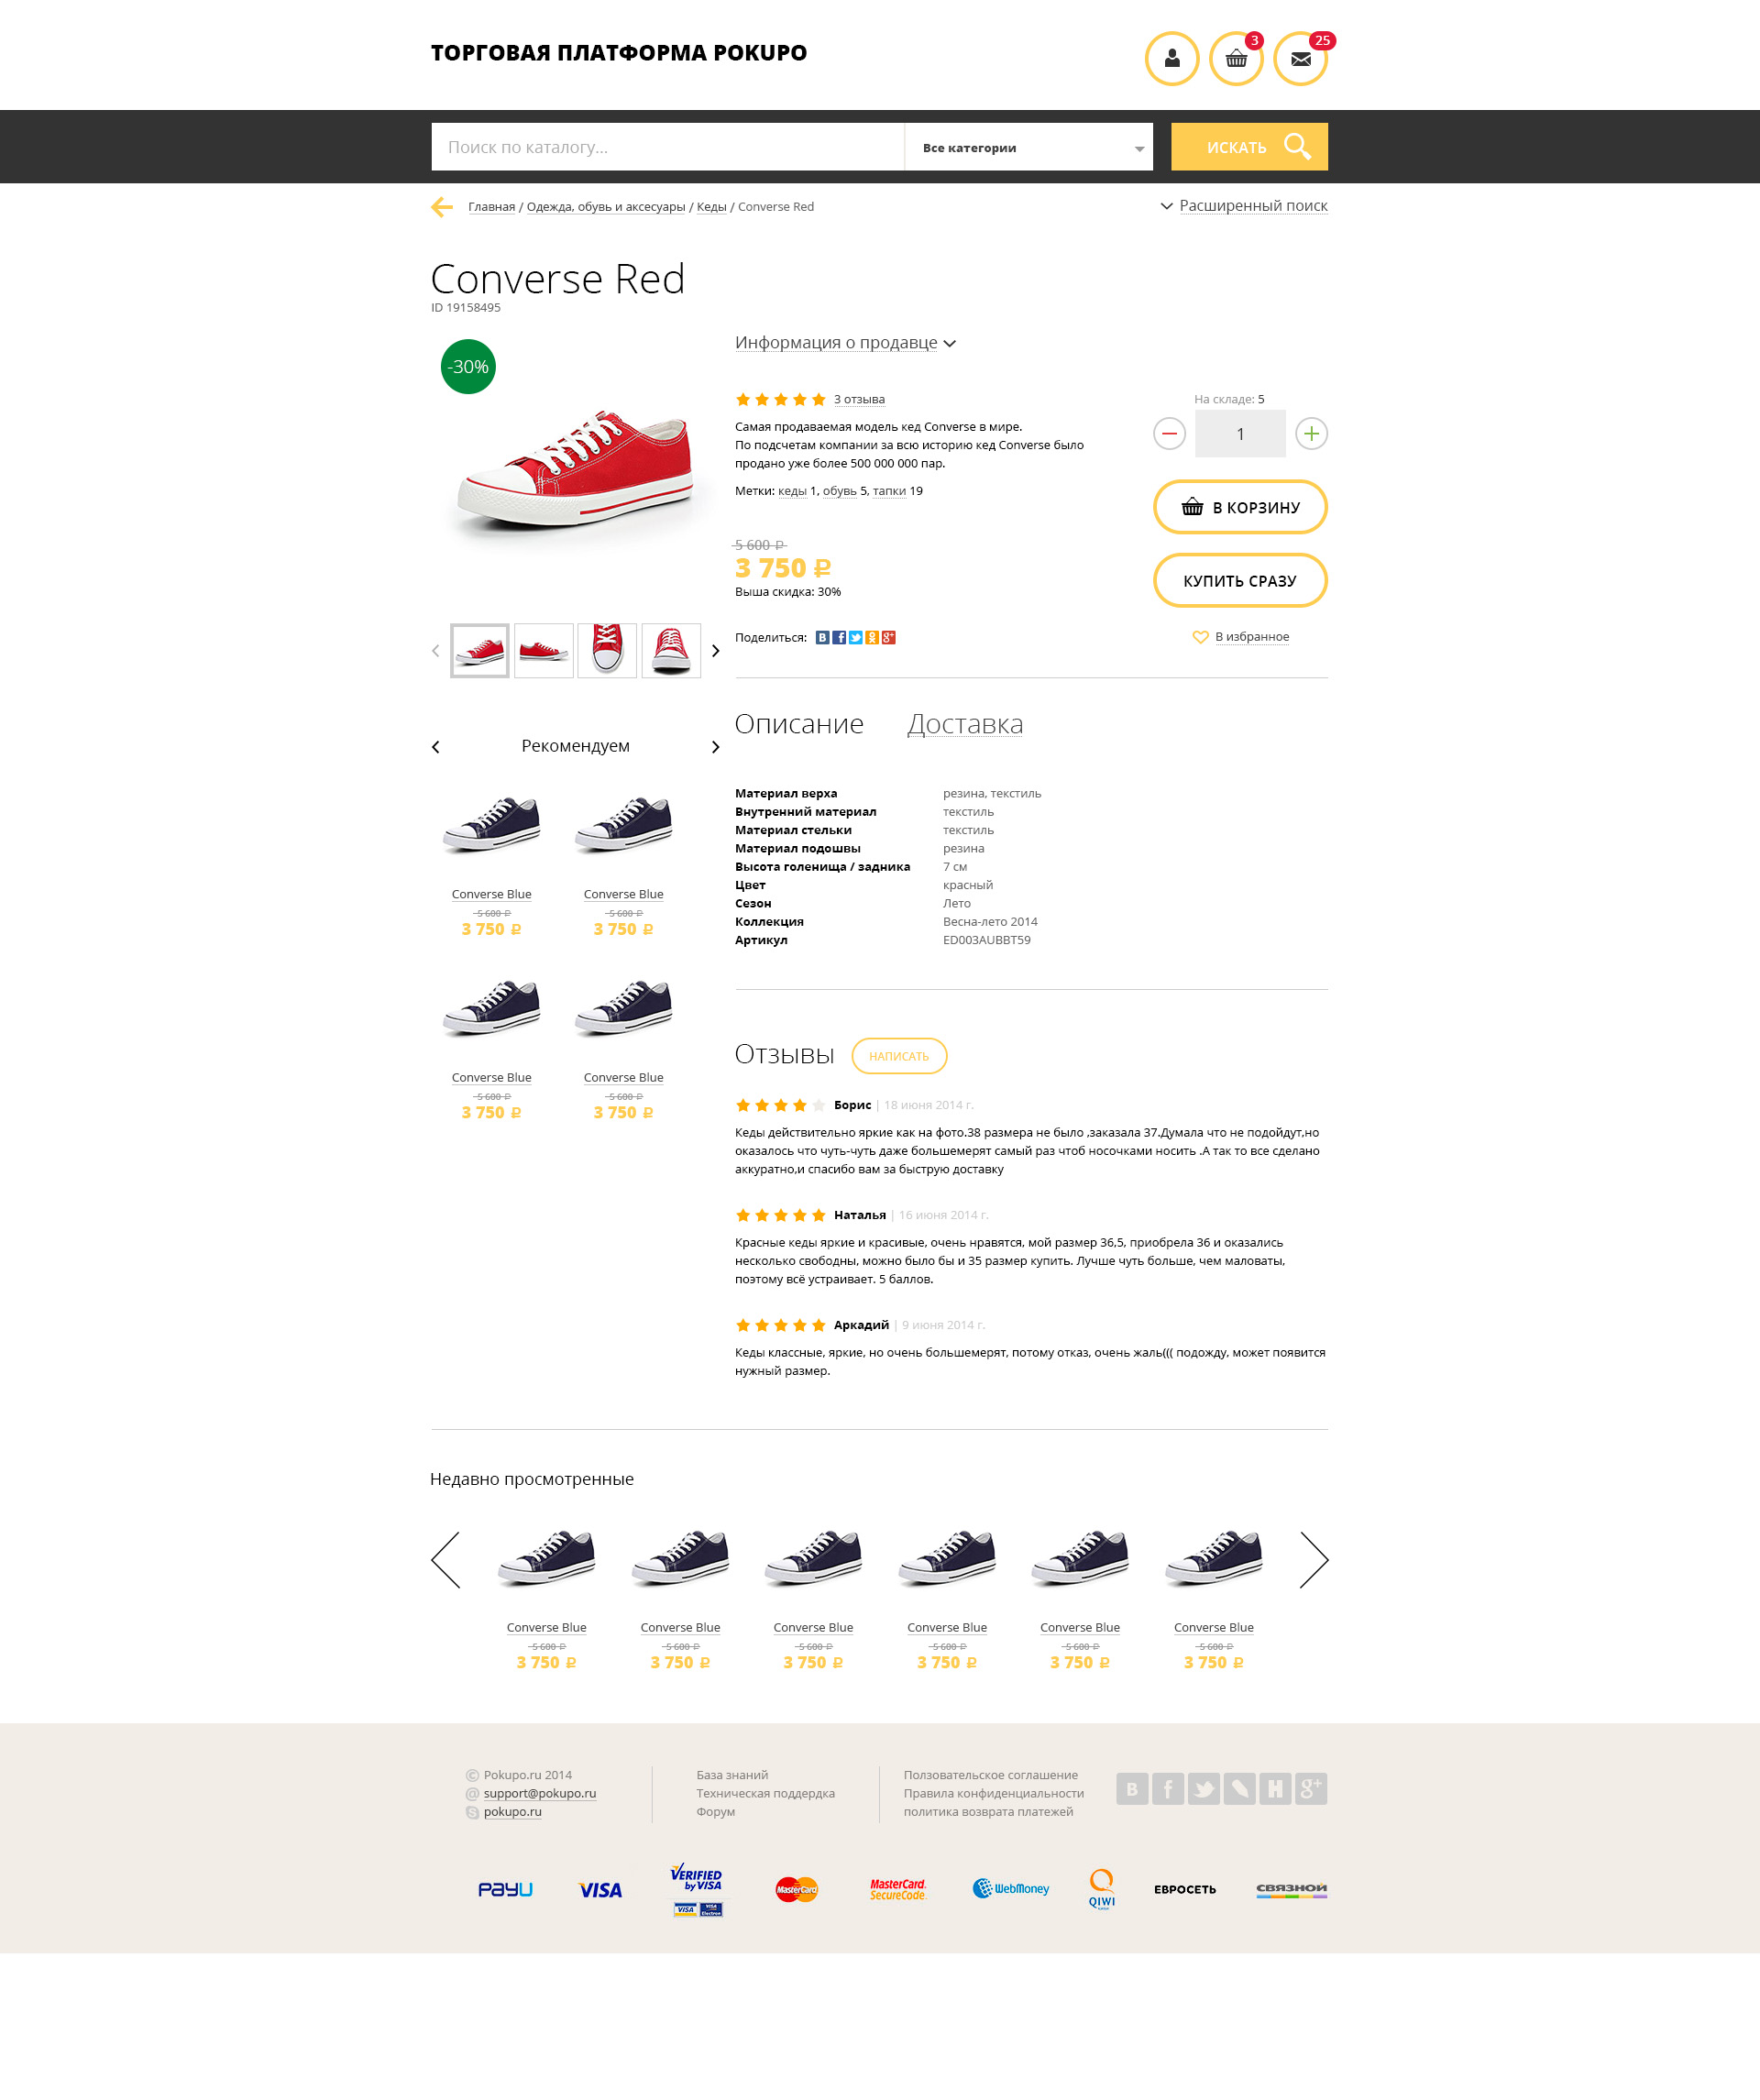 ТОРГОВАЯ ПЛАТФОРМА POKUPO
3
25
Поиск по каталогу...
Все категории
ИСКАТЬ
Главная / Одежда, обувь и аксесуары / Кеды / Converse Red
Расширенный поиск
Converse Red
ID 19158495
-30%
Информация о продавце
3 отзыва
Самая продаваемая модель кед Converse в мире.
По подсчетам компании за всю историю кед Converse было
продано уже более 500 000 000 пар.
Метки: кеды 1, обувь 5, тапки 19
5 600 ₽
3 750 ₽
Выша скидка: 30%
Поделиться:
На складе: 5
1
В КОРЗИНУ
КУПИТЬ СРАЗУ
В избранное
Рекомендуем
Converse Blue
5 600 ₽
3 750 ₽
Converse Blue
5 600 ₽
3 750 ₽
Converse Blue
5 600 ₽
3 750 ₽
Converse Blue
5 600 ₽
3 750 ₽
Описание
Доставка
Материал верха резина, текстиль
Внутренний материал текстиль
Материал стельки текстиль
Материал подошвы резина
Высота голенища / задника 7 см
Цвет красный
Сезон Лето
Коллекция Весна-лето 2014
Артикул ED003AUBBT59
Отзывы
НАПИСАТЬ
Борис | 18 июня 2014 г.
Кеды действительно яркие как на фото.38 размера не было ,заказала 37.Думала что не подойдут,но
оказалось что чуть-чуть даже большемерят самый раз чтоб носочками носить .А так то все сделано
аккуратно,и спасибо вам за быструю доставку
Наталья | 16 июня 2014 г.
Красные кеды яркие и красивые, очень нравятся, мой размер 36,5, приобрела 36 и оказались
несколько свободны, можно было бы и 35 размер купить. Лучше чуть больше, чем маловаты,
поэтому всё устраивает. 5 баллов.
Аркадий | 9 июня 2014 г.
Кеды классные, яркие, но очень большемерят, потому отказ, очень жаль((( подожду, может появится
нужный размер.
Недавно просмотренные
Converse Blue
5 600 ₽
3 750 ₽
Converse Blue
5 600 ₽
3 750 ₽
Converse Blue
5 600 ₽
3 750 ₽
Converse Blue
5 600 ₽
3 750 ₽
Converse Blue
5 600 ₽
3 750 ₽
Converse Blue
5 600 ₽
3 750 ₽
© Pokupo.ru 2014
@ support@pokupo.ru
pokupo.ru
База знаний
Техническая поддердка
Форум
Ползовательское соглашение
Правила конфиденциальности
политика возврата платежей
PayU
VISA
VERIFIED
by VISA
VISA
VISA
Electron
MasterCard
MasterCard.
SecureCode.
WebMoney
QIWI
ЕВРОСЕТЬ
СВЯЗНОЙ